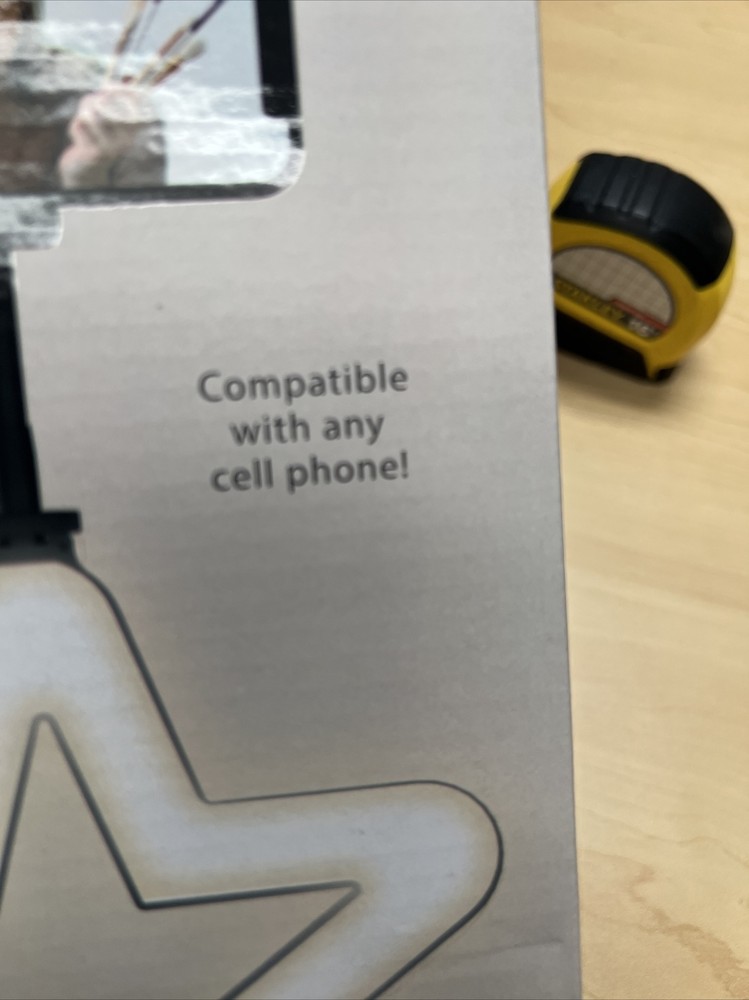 Compatible
with any
cell phone!